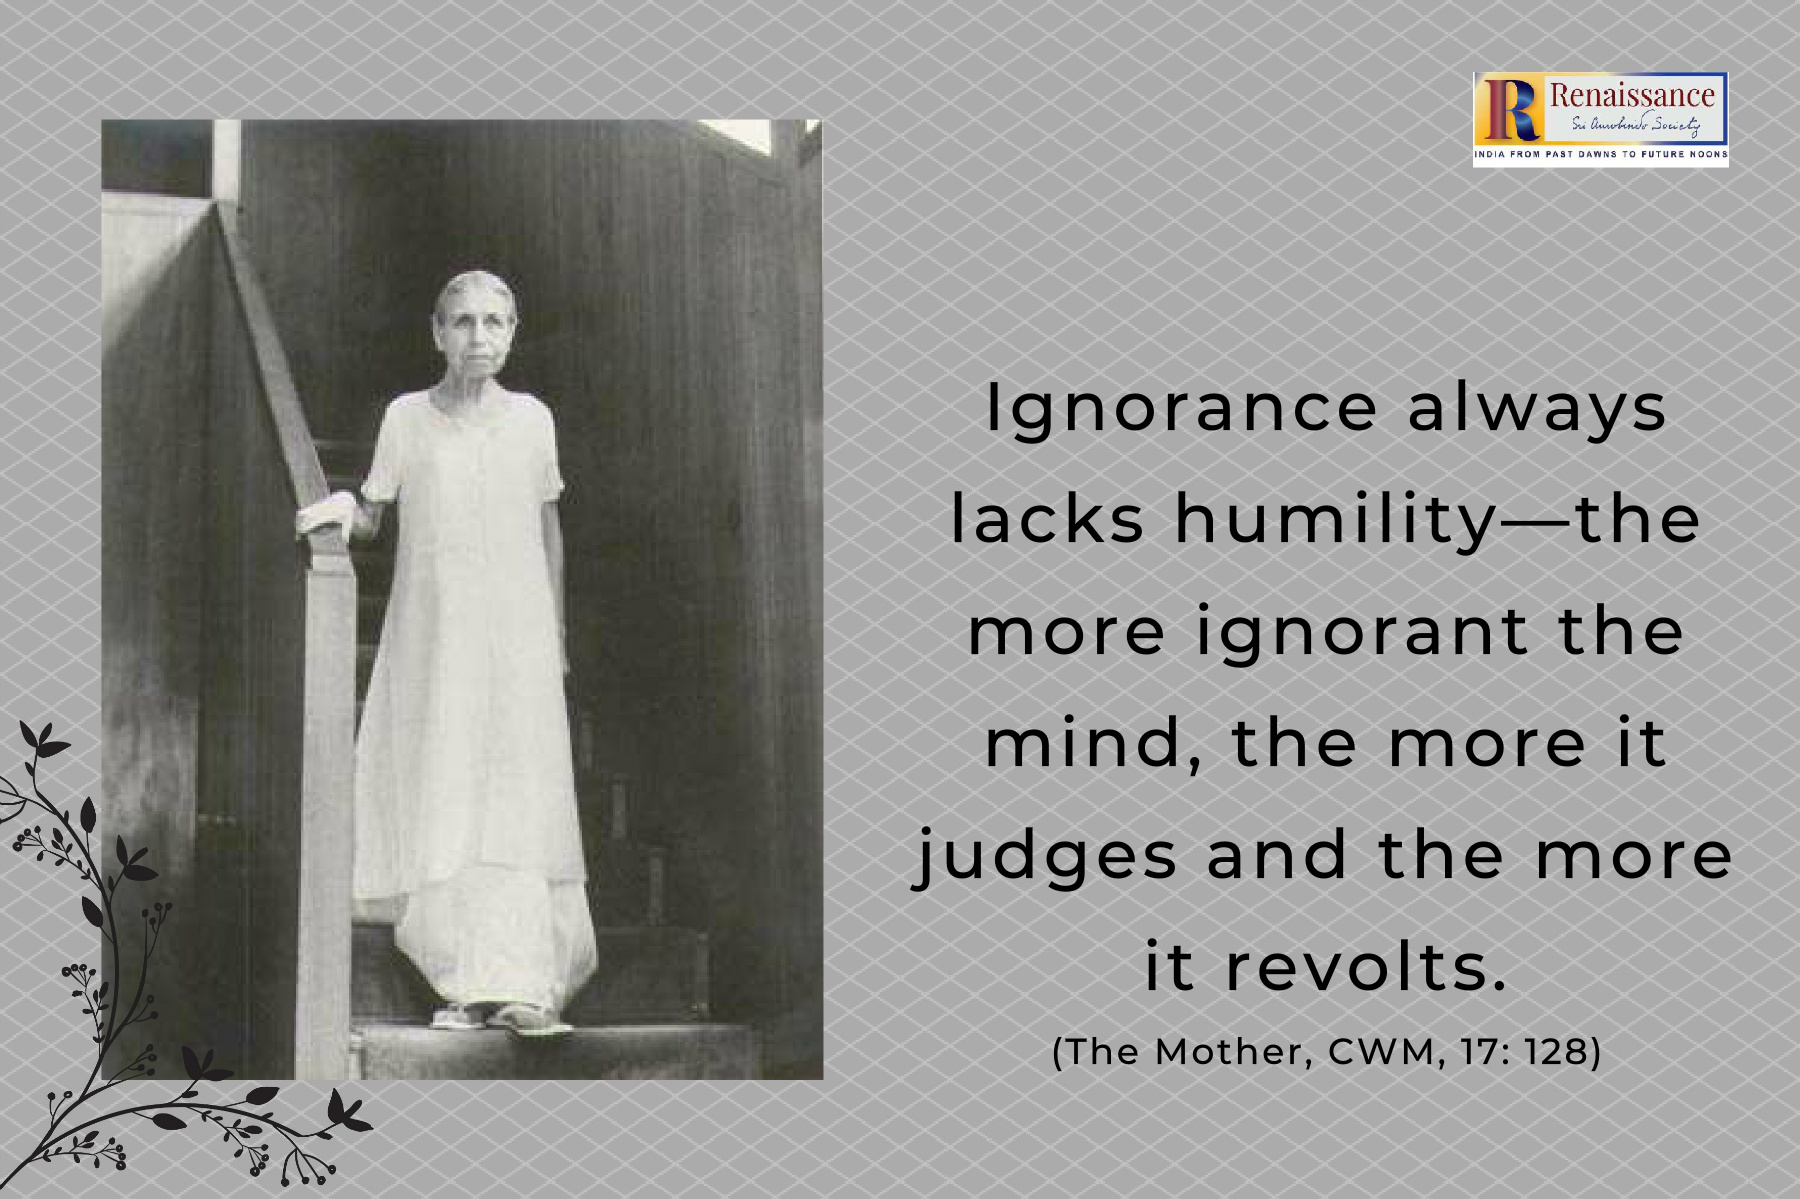 R Renaissance
Sri Aurobindo Society
INDIA FROM PAST DAWNS TO FUTURE NOONS
Ignorance always
lacks humility—the
more ignorant the
mind, the more it
judges and the more
it revolts.
(The Mother, CWM, 17: 128)